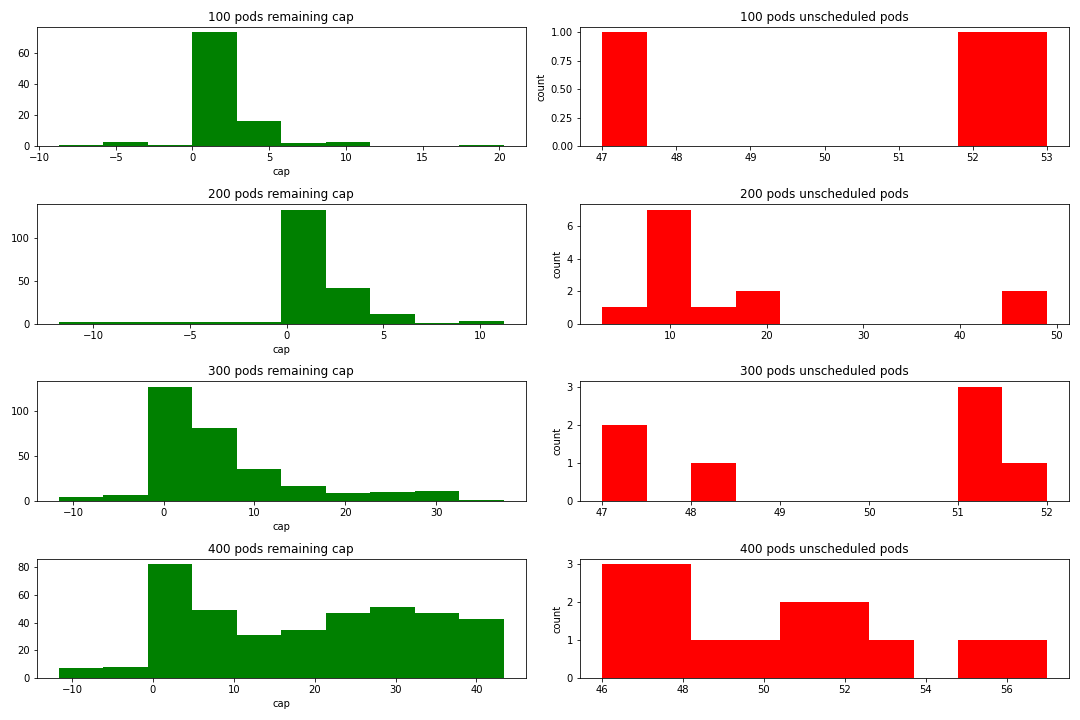 100 pods remaining cap
60
40
20
0
−10 −5 0 5 10 15 20
cap
100 pods unscheduled pods
count
1.00
0.75
0.50
0.25
0.00
47 48 49 50 51 52 53
200 pods remaining cap
100
50
0
−10 −5 0 5 10
cap
200 pods unscheduled pods
count
6
4
2
0
10 20 30 40 50
300 pods remaining cap
100
50
0
−10 0 10 20 30
cap
300 pods unscheduled pods
count
3
2
1
0
47 48 49 50 51 52
400 pods remaining cap
80
60
40
20
0
−10 0 10 20 30 40
cap
400 pods unscheduled pods
count
3
2
1
0
46 48 50 52 54 56